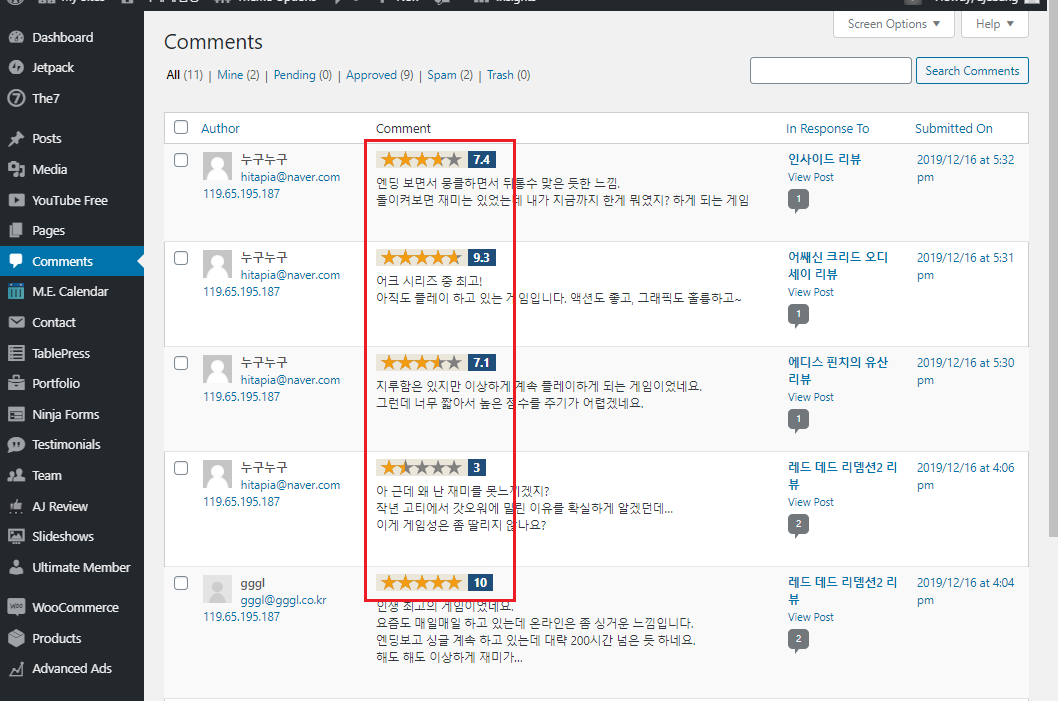 Screen Options ▼
Help ▼
Dashboard
Jetpack
The7
Posts
Media
YouTube Free
Pages
Comments
M.E. Calendar
Contact
TablePress
Portfolio
Ninja Forms
Testimonials
Team
AJ Review
Slideshows
Ultimate Member
WooCommerce
Products
Advanced Ads
Comments
All (11) | Mine (2) | Pending (0) | Approved (9) | Spam (2) | Trash (0)
Search Comments
Author Comment In Response To Submitted On
누구누구
hitapia@naver.com
119.65.195.187
7.4
엔딩 보면서 뭉클하면서 뒤통수 맞은 듯한 느낌.
돌이켜보면 재미는 있었는데 내가 지금까지 한게 뭐였지? 하게 되는 게임
인사이드 리뷰
View Post
1
2019/12/16 at 5:32
pm
누구누구
hitapia@naver.com
119.65.195.187
9.3
어크 시리즈 중 최고!
아직도 플레이 하고 있는 게임입니다. 액션도 좋고, 그래픽도 훌륭하고~
어쌔신 크리드 오디
세이 리뷰
View Post
1
2019/12/16 at 5:31
pm
누구누구
hitapia@naver.com
119.65.195.187
7.1
지루함은 있지만 이상하게 계속 플레이하게 되는 게임이었네요.
그런데 너무 짧아서 높은 점수를 주기가 어렵겠네요.
에디스 핀치의 유산
리뷰
View Post
1
2019/12/16 at 5:30
pm
누구누구
hitapia@naver.com
119.65.195.187
3
아 근데 왜 난 재미를 못느끼겠지?
작년 고티에서 갓오워에 밀린 이유를 확실하게 알겠던데...
이게 게임성은 좀 딸리지 않나요?
레드 데드 리뎀션2 리
뷰
View Post
2
2019/12/16 at 4:06
pm
gggl
gggl@gggl.co.kr
119.65.195.187
10
인생 최고의 게임이었네요.
요즘도 매일매일 하고 있는데 온라인은 좀 싱거운 느낌입니다.
엔딩보고 싱글 계속 하고 있는데 대략 200시간 넘은 듯 하네요.
해도 해도 이상하게 재미가...
레드 데드 리뎀션2 리
뷰
View Post
2
2019/12/16 at 4:04
pm